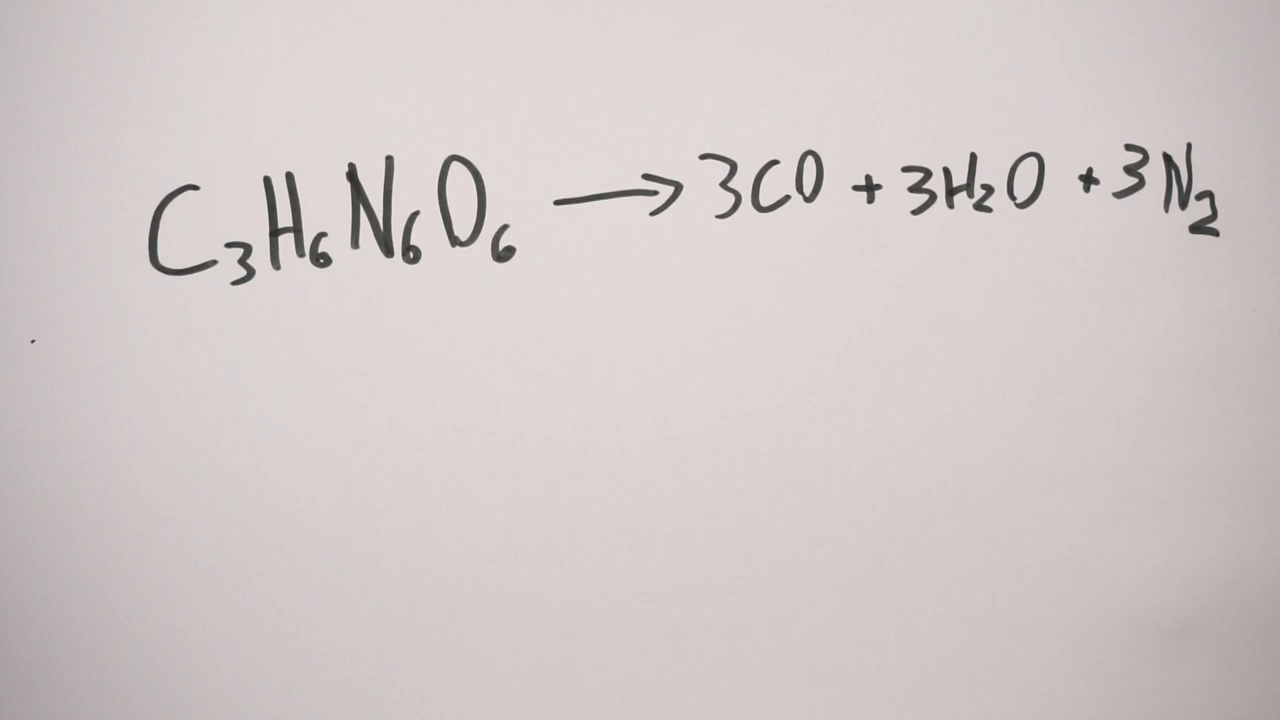 C₃H₆N₆O₆ ⟶ 3CO + 3H₂O + 3N₂